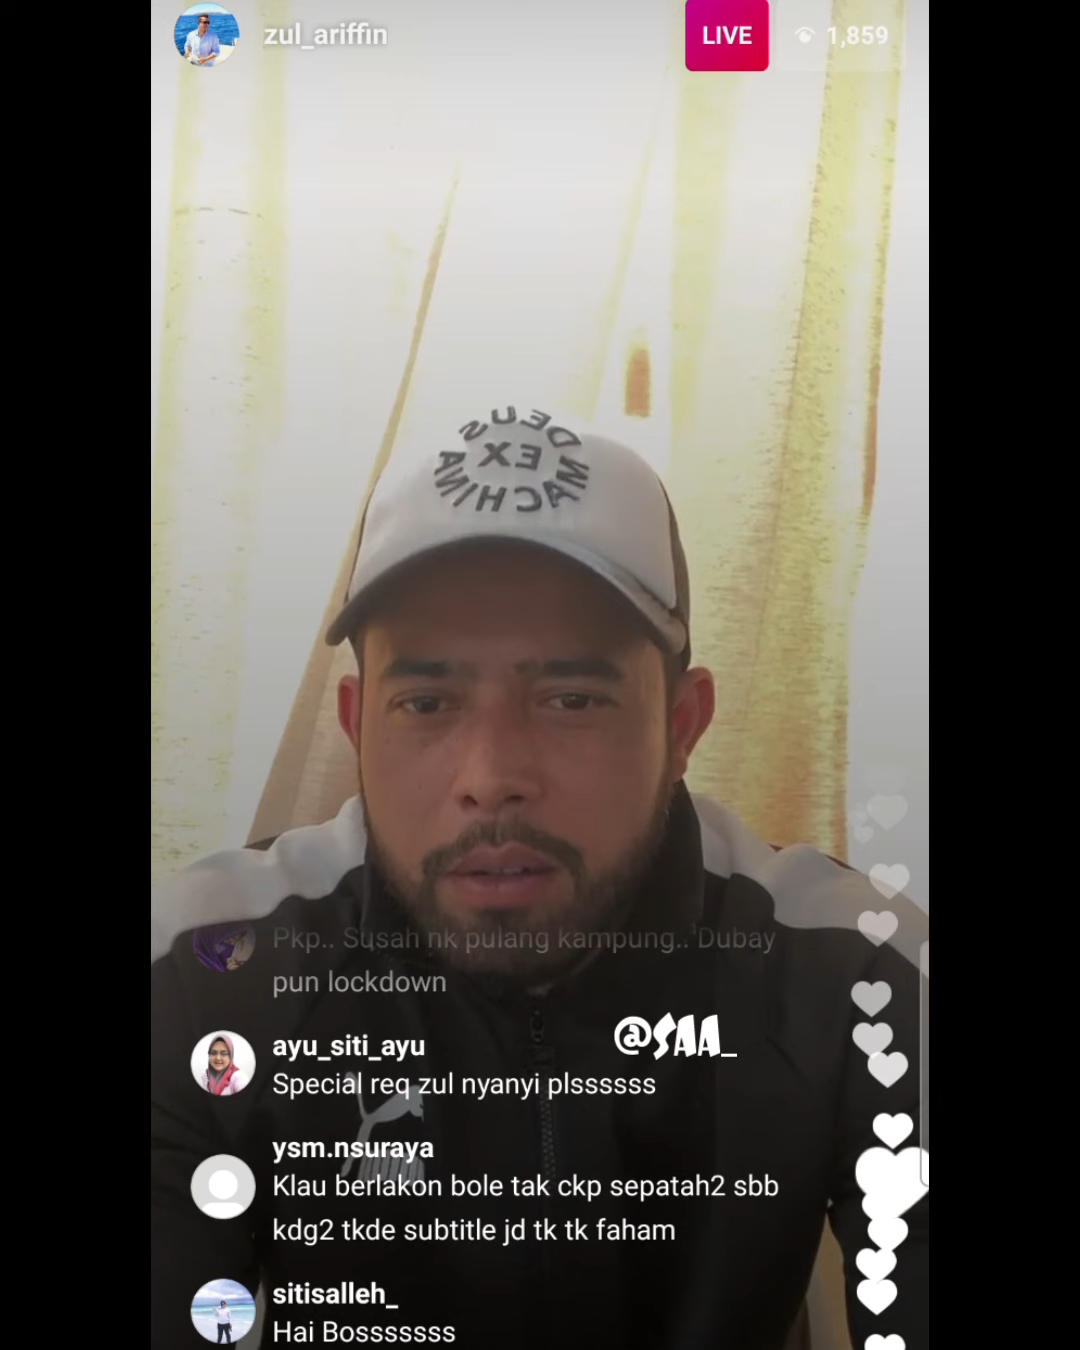 zul_ariffin
LIVE
1,859
DEUS
EX
MACHINA
Pkp.. Susah nk pulang kampung.. Dubay
pun lockdown
@SAA_
ayu_siti_ayu
Special req zul nyanyi plssssss
ysm.nsuraya
Klau berlakon bole tak ckp sepatah2 sbb
kdg2 tkde subtitle jd tk tk faham
sitisalleh_
Hai Bosssssss